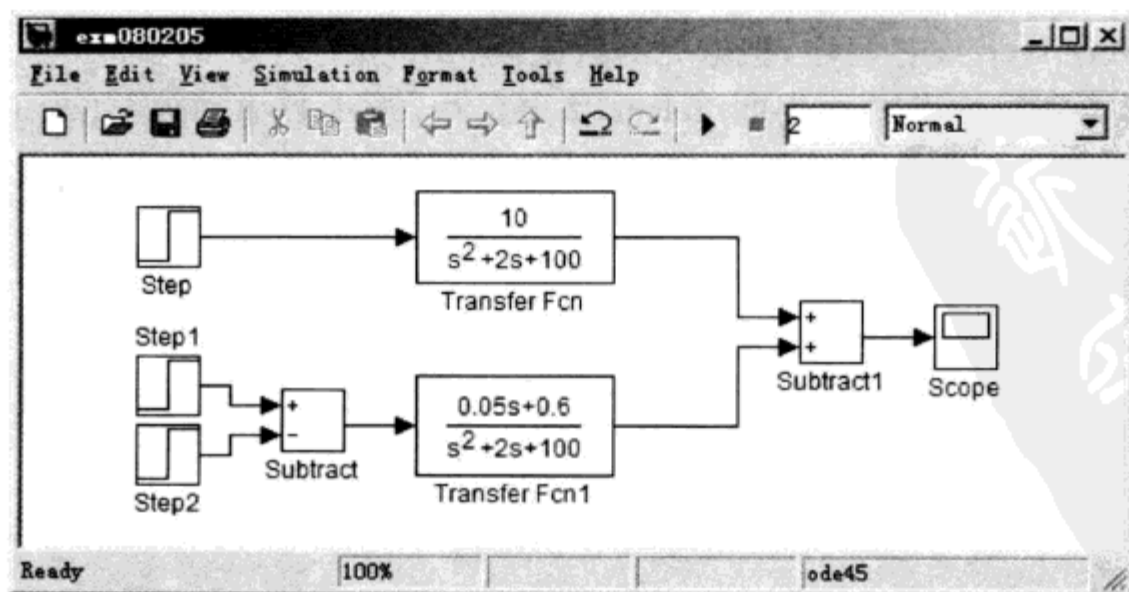 exm080205
File Edit View Simulation Format Tools Help
2 Normal
Step
10
s²+2s+100
Transfer Fcn
Step1
Step2
Subtract
0.05s+0.6
s²+2s+100
Transfer Fcn1
+
+
Subtract1
Scope
+
−
Ready 100% ode45